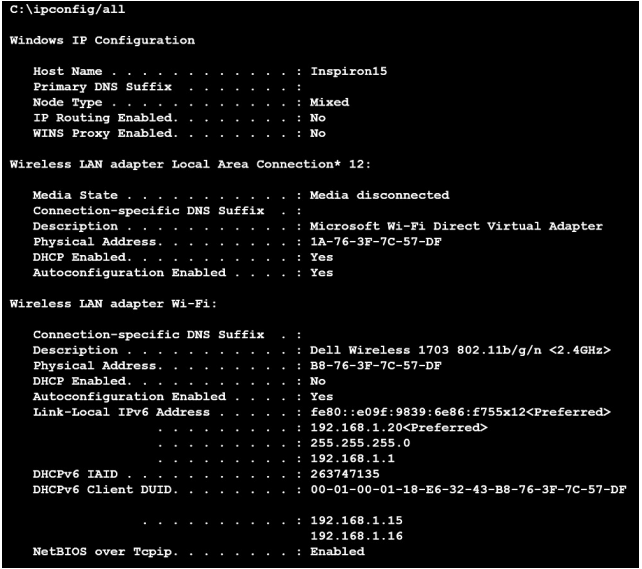 C:\ipconfig/all
Windows IP Configuration
Host Name . . . . . . . . . . . . : Inspiron15
Primary DNS Suffix . . . . . . . :
Node Type . . . . . . . . . . . . : Mixed
IP Routing Enabled. . . . . . . . : No
WINS Proxy Enabled. . . . . . . . : No
Wireless LAN adapter Local Area Connection* 12:
Media State . . . . . . . . . . . : Media disconnected
Connection-specific DNS Suffix . :
Description . . . . . . . . . . . : Microsoft Wi-Fi Direct Virtual Adapter
Physical Address. . . . . . . . . : 1A-76-3F-7C-57-DF
DHCP Enabled. . . . . . . . . . . : Yes
Autoconfiguration Enabled . . . . : Yes
Wireless LAN adapter Wi-Fi:
Connection-specific DNS Suffix . :
Description . . . . . . . . . . . : Dell Wireless 1703 802.11b/g/n <2.4GHz>
Physical Address. . . . . . . . . : B8-76-3F-7C-57-DF
DHCP Enabled. . . . . . . . . . . : No
Autoconfiguration Enabled . . . . : Yes
Link-Local IPv6 Address . . . . . : fe80::e09f:9839:6e86:f755x12<Preferred>
. . . . . . . . . : 192.168.1.20<Preferred>
. . . . . . . . . : 255.255.255.0
. . . . . . . . . : 192.168.1.1
DHCPv6 IAID . . . . . . . . . . . : 263747135
DHCPv6 Client DUID. . . . . . . . : 00-01-00-01-18-E6-32-43-B8-76-3F-7C-57-DF
. . . . . . . . . . : 192.168.1.15
192.168.1.16
NetBIOS over Tcpip. . . . . . . . : Enabled